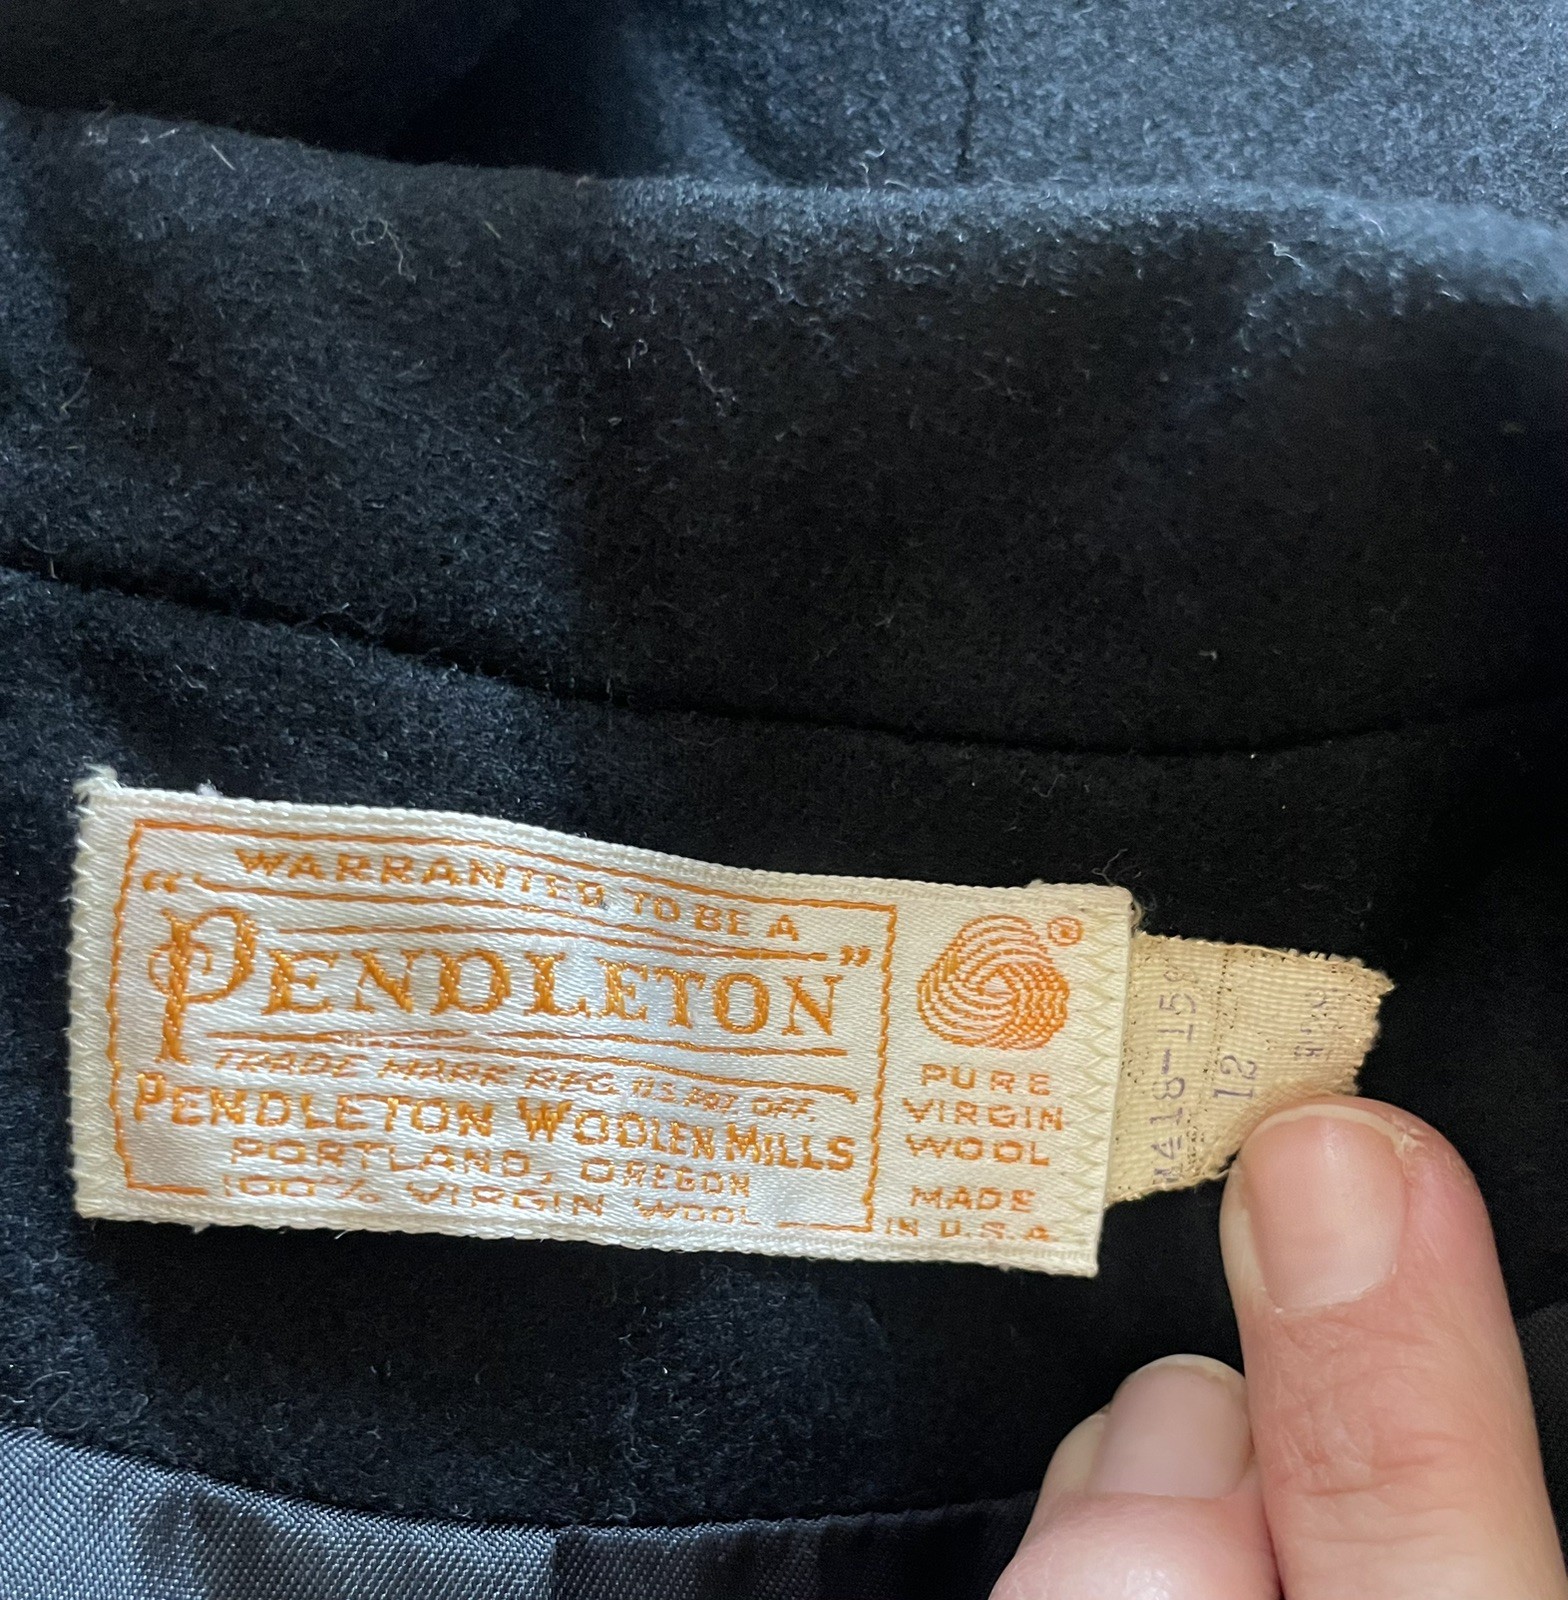 WARRANTED TO BE A
"PENDLETON"
TRADE MARK REG. U.S. PAT. OFF.
PENDLETON WOOLEN MILLS
PORTLAND, OREGON
100% VIRGIN WOOL
®
PURE
VIRGIN
WOOL
MADE
IN U.S.A.
12